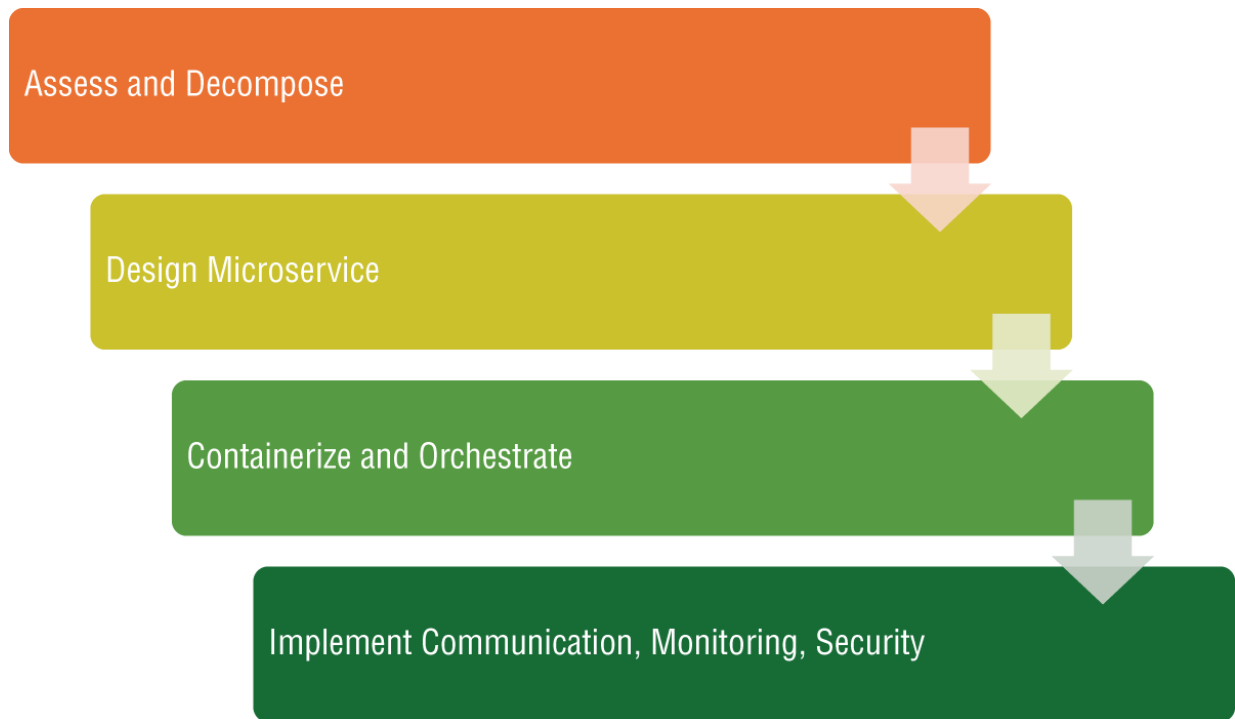 Assess and Decompose
Design Microservice
Containerize and Orchestrate
Implement Communication, Monitoring, Security